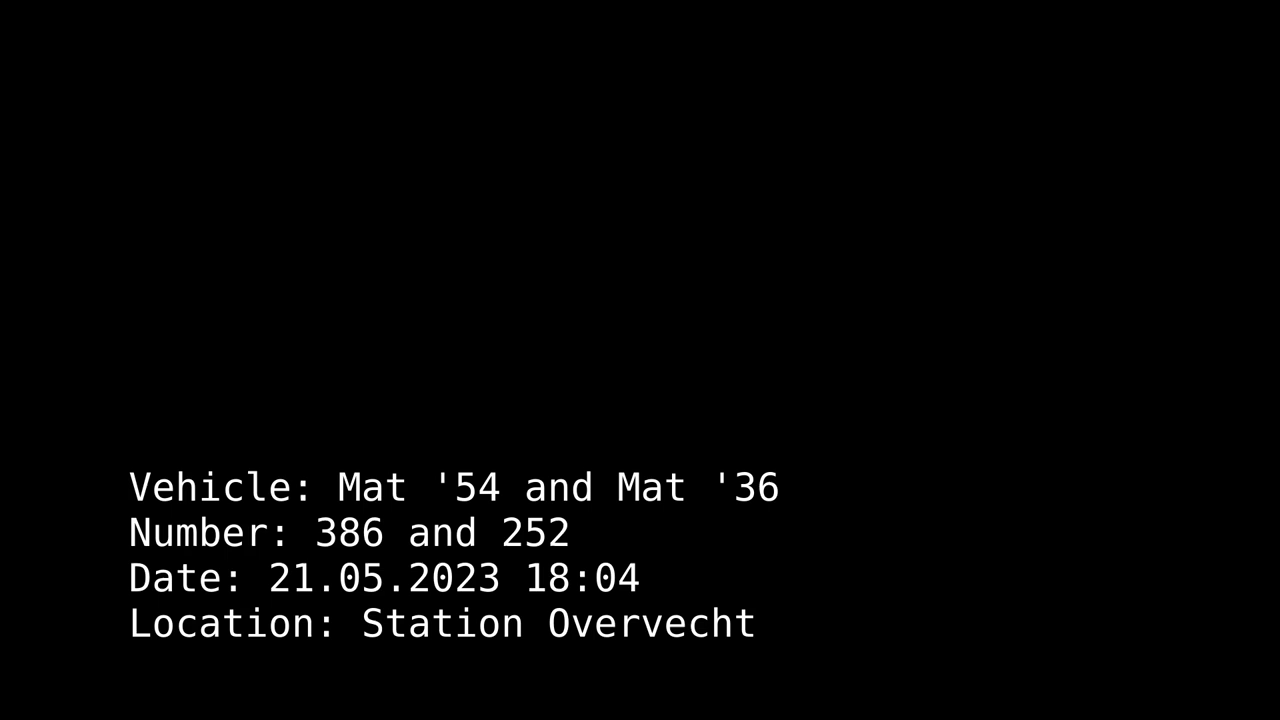 Vehicle: Mat '54 and Mat '36
Number: 386 and 252
Date: 21.05.2023 18:04
Location: Station Overvecht